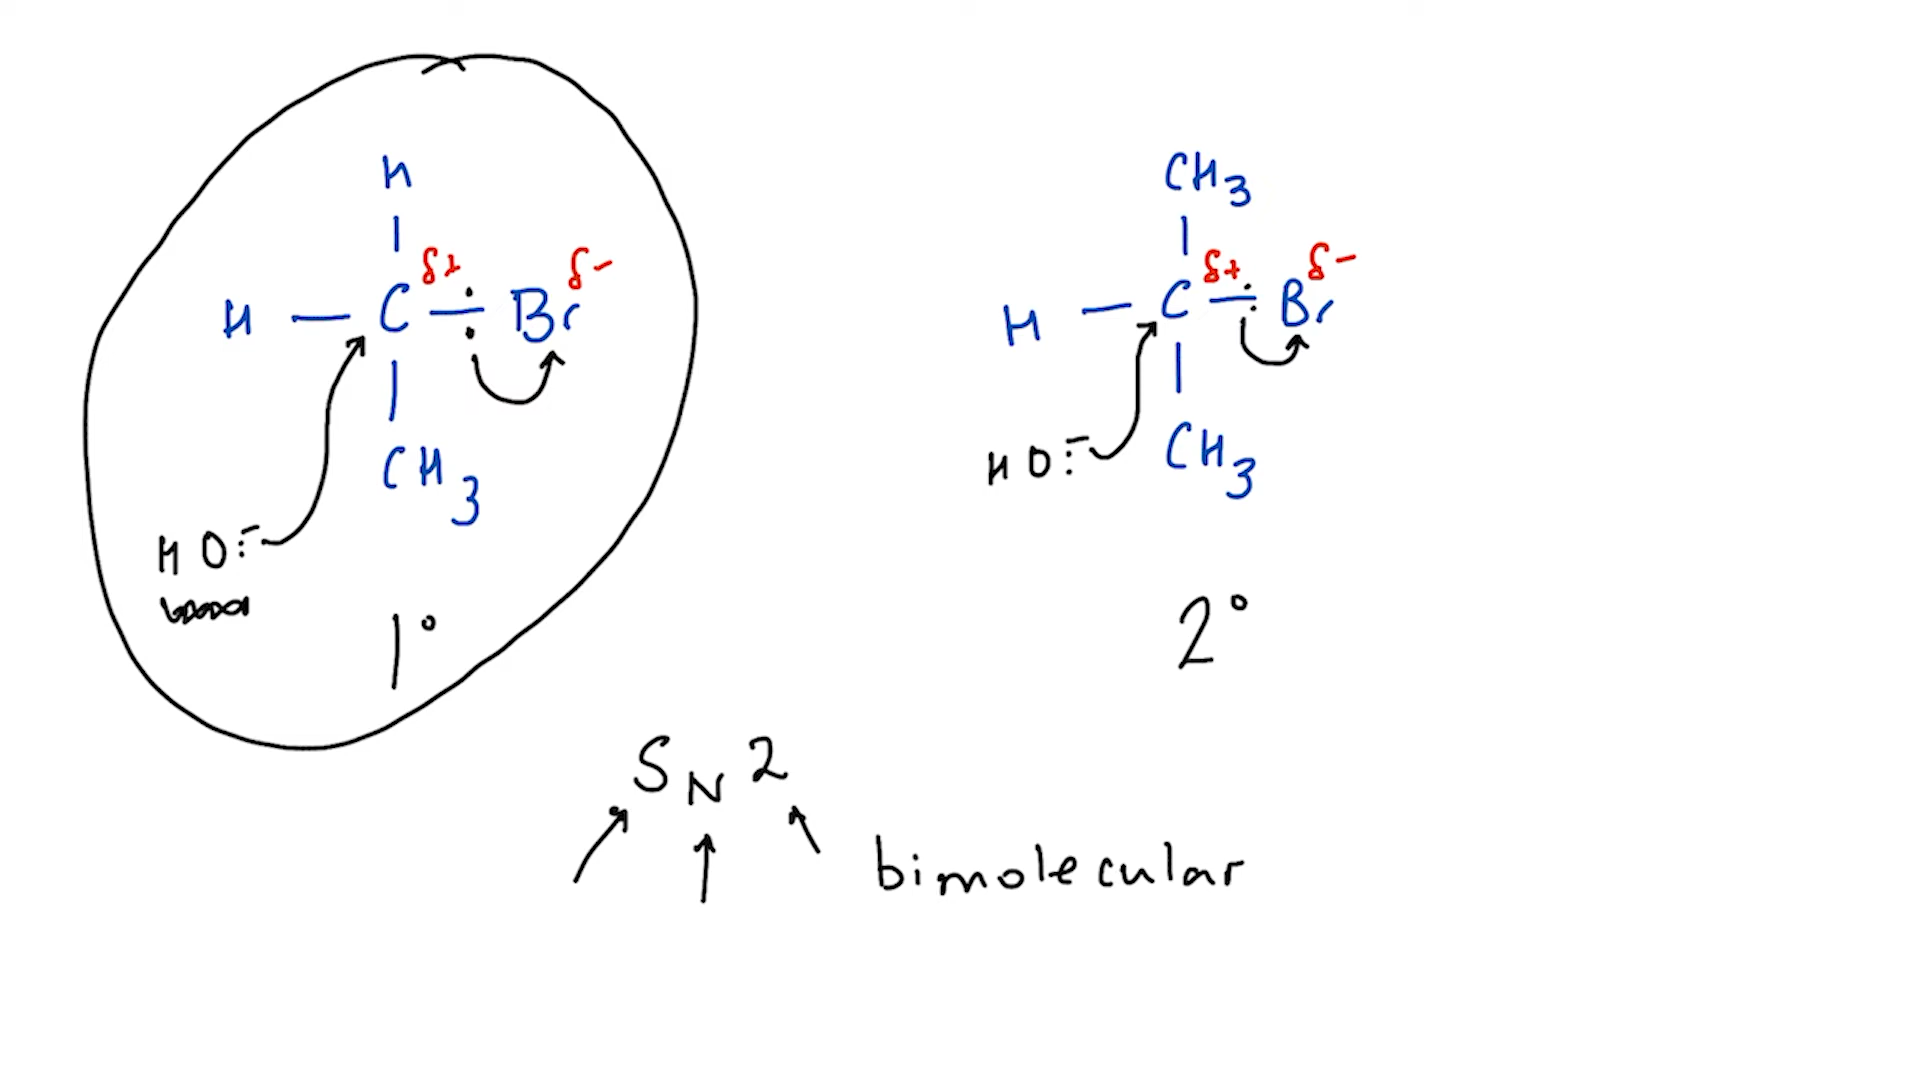 H
CH3
C δ+
Br δ-
H
C δ+
Br δ-
H
CH3
CH3
HO:-
HO:-
1°
2°
SN2
bimolecular